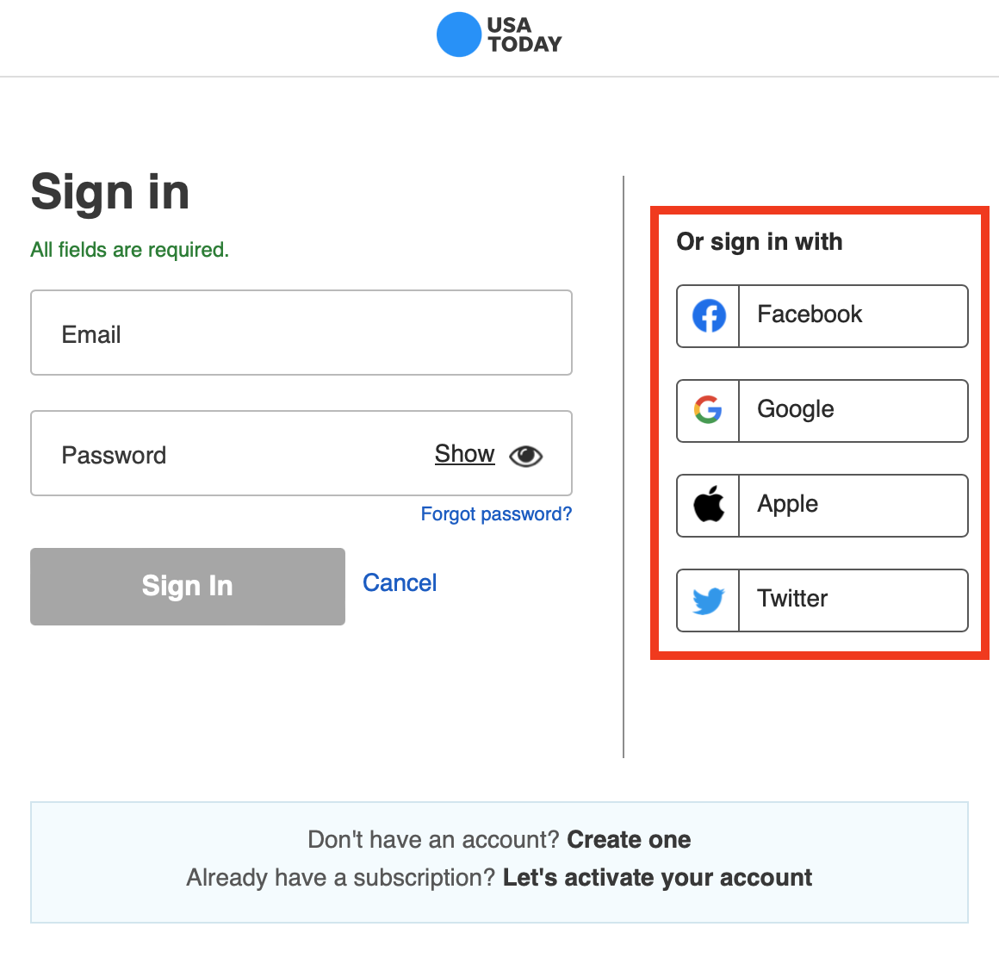 USA
TODAY
Sign in
All fields are required.
Email
Password
Show
Forgot password?
Sign In
Cancel
Or sign in with
Facebook
Google
Apple
Twitter
Don't have an account? Create one
Already have a subscription? Let's activate your account